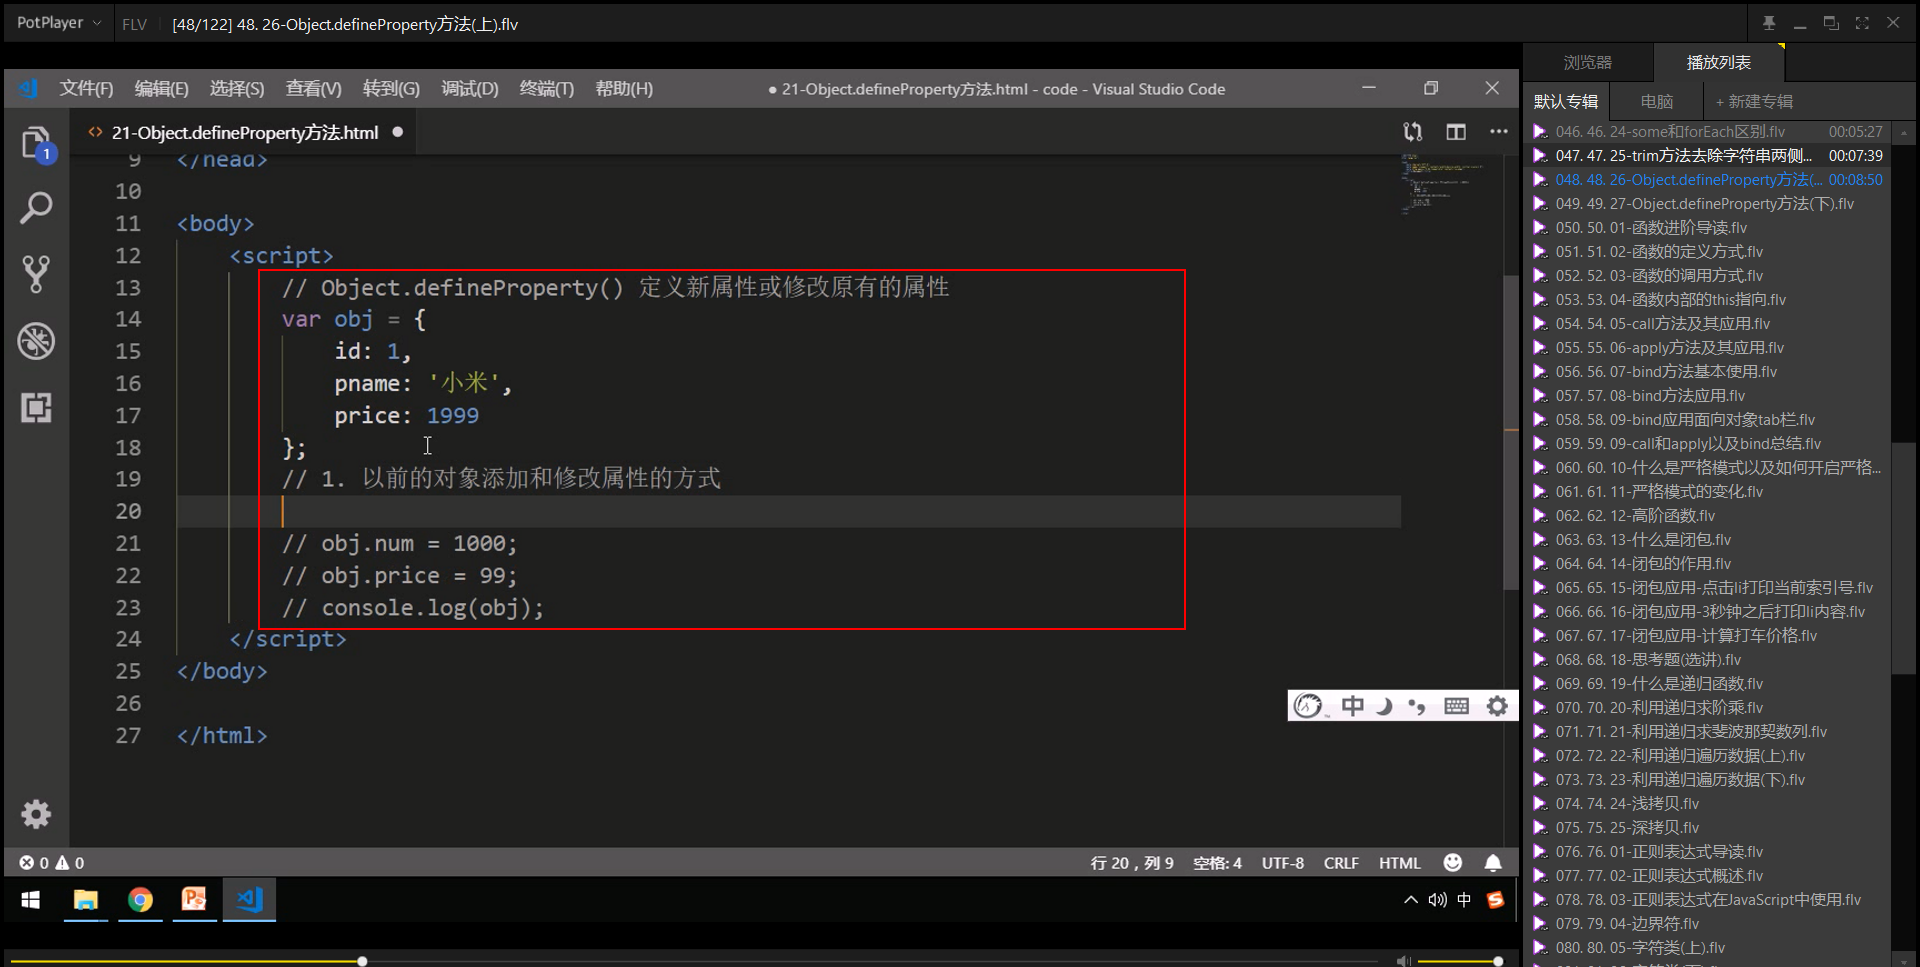 PotPlayer
FLV
[48/122] 48. 26-Object.defineProperty方法(上).flv
浏览器
播放列表
默认专辑
电脑
+ 新建专辑
文件(F) 编辑(E) 选择(S) 查看(V) 转到(G) 调试(D) 终端(T) 帮助(H)
● 21-Object.defineProperty方法.html - code - Visual Studio Code
<> 21-Object.defineProperty方法.html ●
1
9 </head>
10
11 <body>
12 <script>
13 // Object.defineProperty() 定义新属性或修改原有的属性
14 var obj = {
15 id: 1,
16 pname: '小米',
17 price: 1999
18 };
19 // 1. 以前的对象添加和修改属性的方式
20
21 // obj.num = 1000;
22 // obj.price = 99;
23 // console.log(obj);
24 </script>
25 </body>
26
27 </html>
中
0 0
行 20，列 9 空格: 4 UTF-8 CRLF HTML
中
046. 46. 24-some和forEach区别.flv 00:05:27
047. 47. 25-trim方法去除字符串两侧... 00:07:39
048. 48. 26-Object.defineProperty方法(... 00:08:50
049. 49. 27-Object.defineProperty方法(下).flv
050. 50. 01-函数进阶导读.flv
051. 51. 02-函数的定义方式.flv
052. 52. 03-函数的调用方式.flv
053. 53. 04-函数内部的this指向.flv
054. 54. 05-call方法及其应用.flv
055. 55. 06-apply方法及其应用.flv
056. 56. 07-bind方法基本使用.flv
057. 57. 08-bind方法应用.flv
058. 58. 09-bind应用面向对象tab栏.flv
059. 59. 09-call和apply以及bind总结.flv
060. 60. 10-什么是严格模式以及如何开启严格...
061. 61. 11-严格模式的变化.flv
062. 62. 12-高阶函数.flv
063. 63. 13-什么是闭包.flv
064. 64. 14-闭包的作用.flv
065. 65. 15-闭包应用-点击li打印当前索引号.flv
066. 66. 16-闭包应用-3秒钟之后打印li内容.flv
067. 67. 17-闭包应用-计算打车价格.flv
068. 68. 18-思考题(选讲).flv
069. 69. 19-什么是递归函数.flv
070. 70. 20-利用递归求阶乘.flv
071. 71. 21-利用递归求斐波那契数列.flv
072. 72. 22-利用递归遍历数据(上).flv
073. 73. 23-利用递归遍历数据(下).flv
074. 74. 24-浅拷贝.flv
075. 75. 25-深拷贝.flv
076. 76. 01-正则表达式导读.flv
077. 77. 02-正则表达式概述.flv
078. 78. 03-正则表达式在JavaScript中使用.flv
079. 79. 04-边界符.flv
080. 80. 05-字符类(上).flv